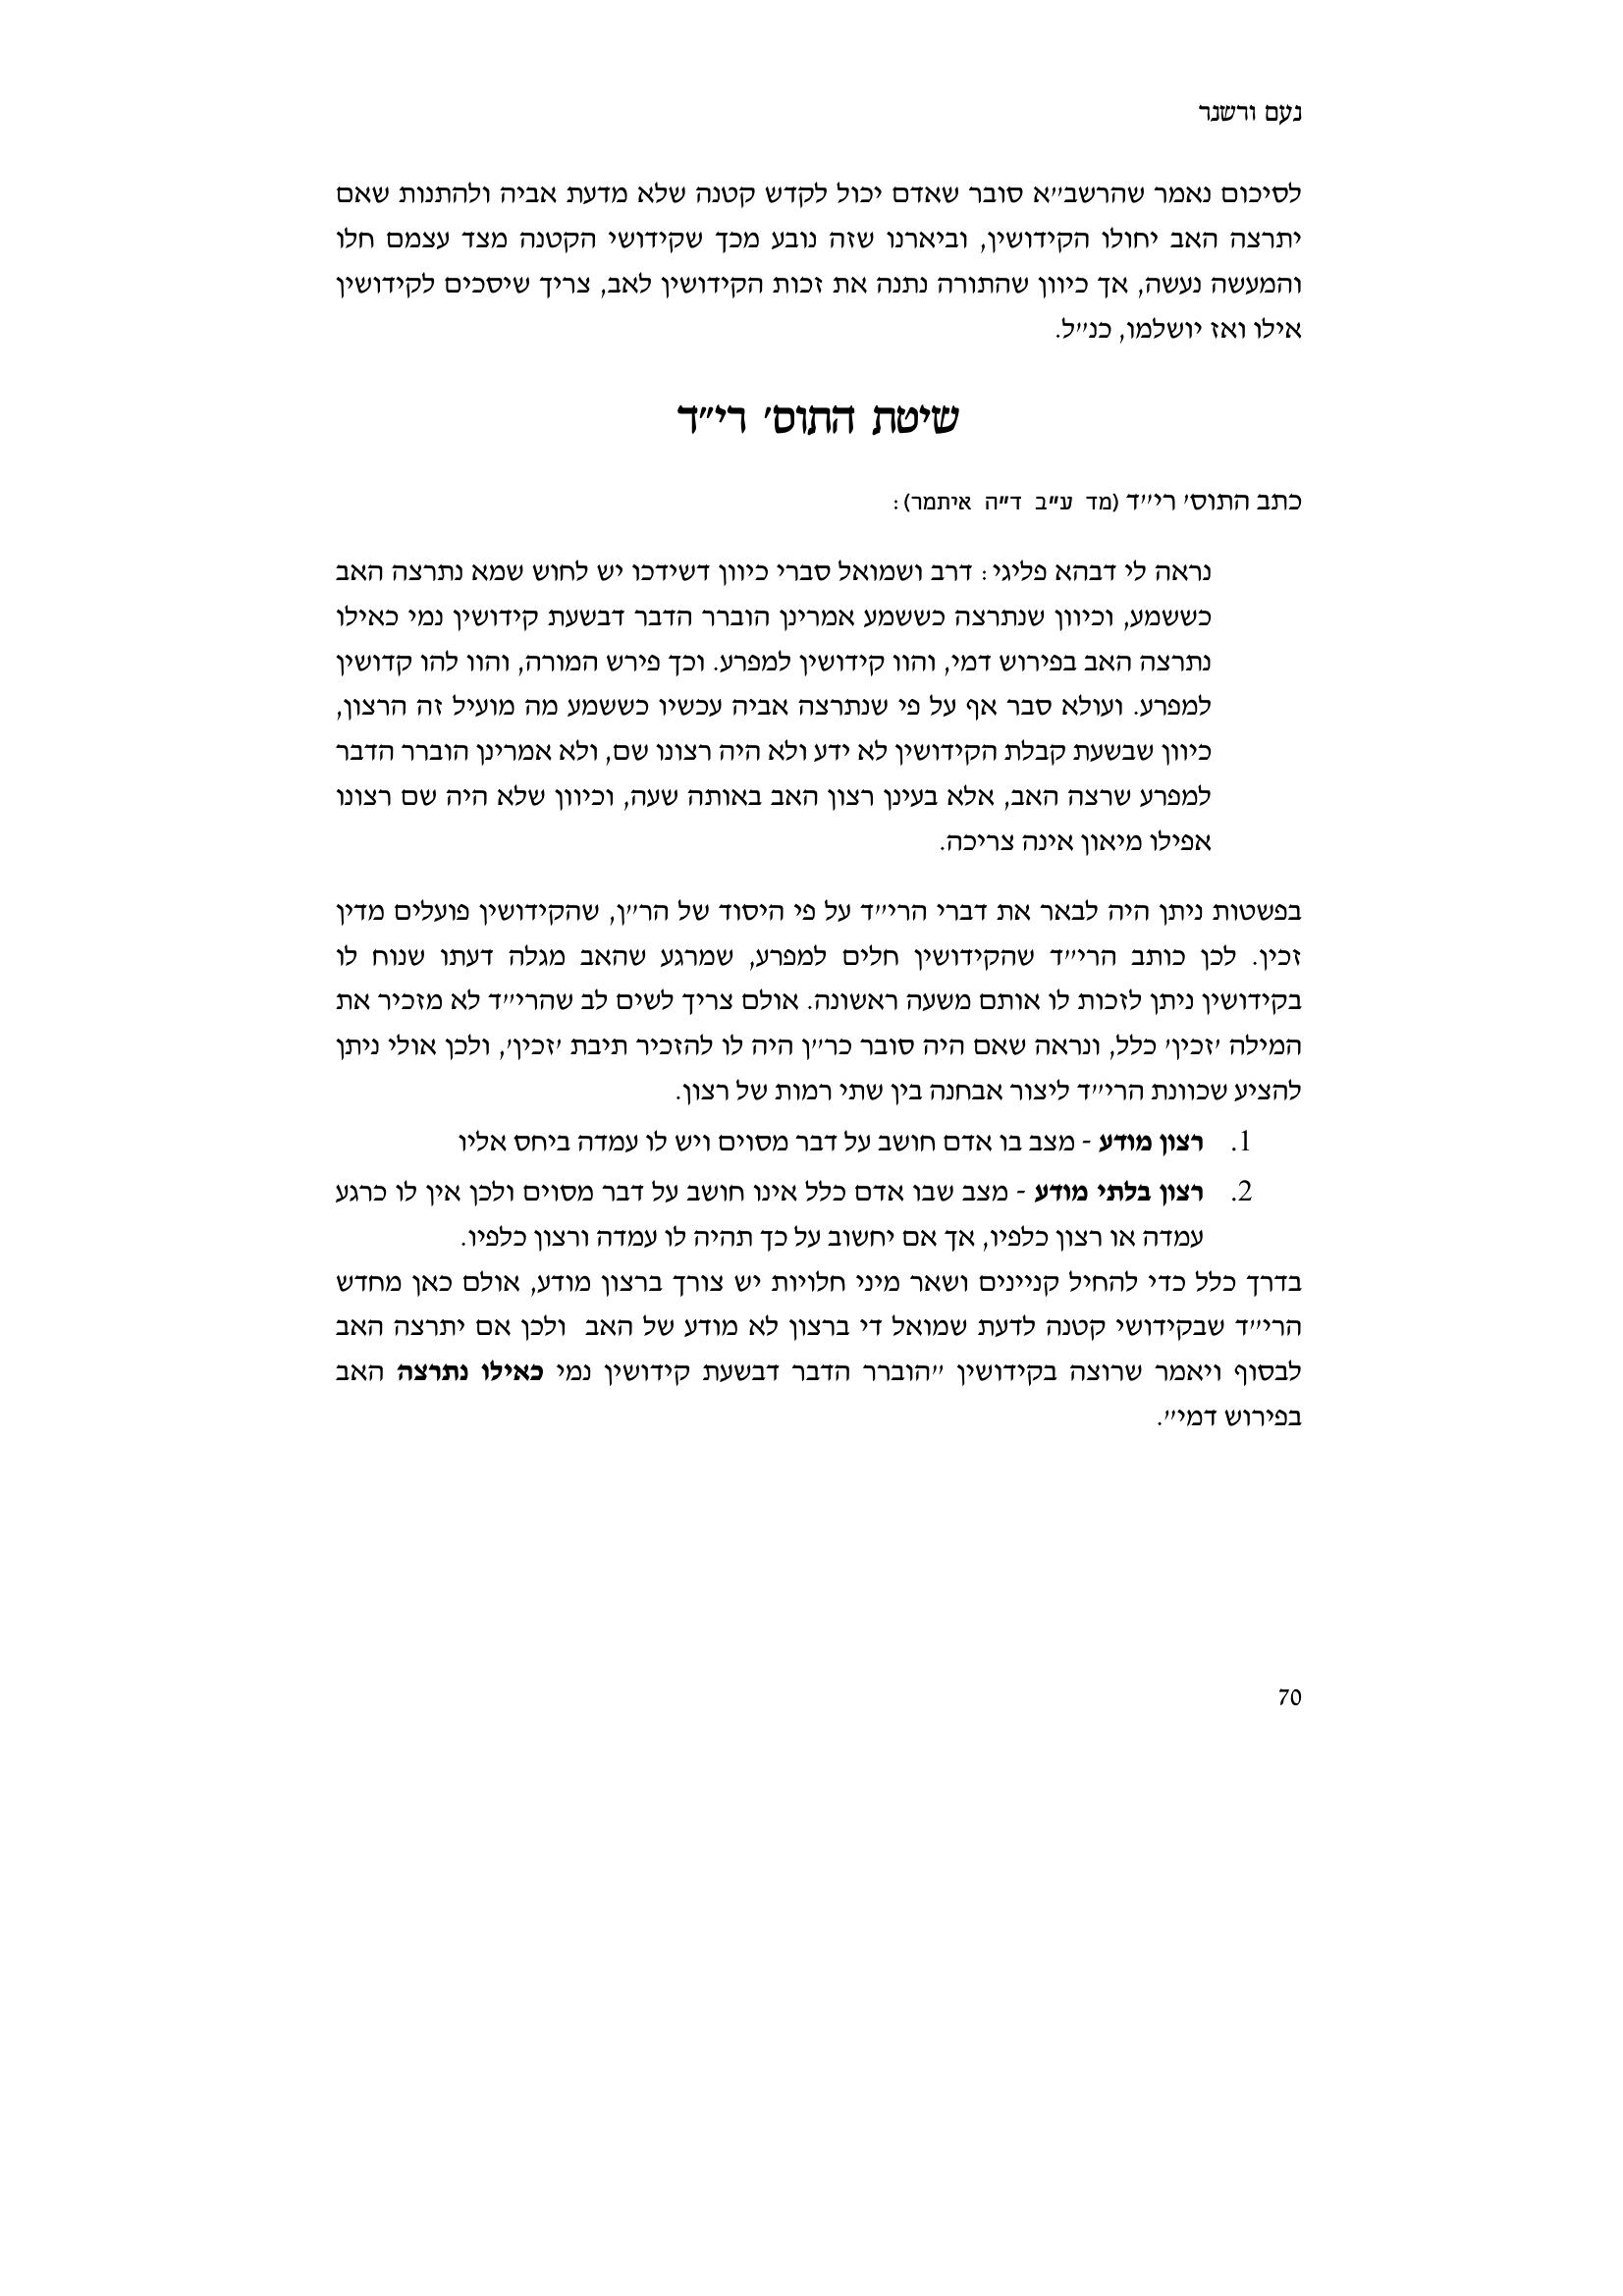 נעם ורשנר
לסיכום נאמר שהרשב"א סובר שאדם יכול לקדש קטנה שלא מדעת אביה ולהתנות שאם
יתרצה האב יחולו הקידושין, וביארנו שזה נובע מכך שקידושי הקטנה מצד עצמם חלו
והמעשה נעשה, אך כיוון שהתורה נתנה את זכות הקידושין לאב, צריך שיסכים לקידושין
אילו ואז יושלמו, כנ"ל.
שיטת התוס' רי"ד
כתב התוס' רי"ד (מד ע"ב ד"ה איתמר):
נראה לי דבהא פליגי: דרב ושמואל סברי כיוון דשידכו יש לחוש שמא נתרצה האב
כששמע, וכיוון שנתרצה כששמע אמרינן הוברר הדבר דבשעת קידושין נמי כאילו
נתרצה האב בפירוש דמי, והוו קידושין למפרע. וכך פירש המורה, והוו להו קדושין
למפרע. ועולא סבר אף על פי שנתרצה אביה עכשיו כששמע מה מועיל זה הרצון,
כיוון שבשעת קבלת הקידושין לא ידע ולא היה רצונו שם, ולא אמרינן הוברר הדבר
למפרע שרצה האב, אלא בעינן רצון האב באותה שעה, וכיוון שלא היה שם רצונו
אפילו מיאון אינה צריכה.
בפשטות ניתן היה לבאר את דברי הרי"ד על פי היסוד של הר"ן, שהקידושין פועלים מדין
זכין. לכן כותב הרי"ד שהקידושין חלים למפרע, שמרגע שהאב מגלה דעתו שנוח לו
בקידושין ניתן לזכות לו אותם משעה ראשונה. אולם צריך לשים לב שהרי"ד לא מזכיר את
המילה 'זכין' כלל, ונראה שאם היה סובר כר"ן היה לו להזכיר תיבת 'זכין', ולכן אולי ניתן
להציע שכוונת הרי"ד ליצור אבחנה בין שתי רמות של רצון.
1. רצון מודע - מצב בו אדם חושב על דבר מסוים ויש לו עמדה ביחס אליו
2. רצון בלתי מודע - מצב שבו אדם כלל אינו חושב על דבר מסוים ולכן אין לו כרגע
עמדה או רצון כלפיו, אך אם יחשוב על כך תהיה לו עמדה ורצון כלפיו.
בדרך כלל כדי להחיל קניינים ושאר מיני חלויות יש צורך ברצון מודע, אולם כאן מחדש
הרי"ד שבקידושי קטנה לדעת שמואל די ברצון לא מודע של האב ולכן אם יתרצה האב
לבסוף ויאמר שרוצה בקידושין "הוברר הדבר דבשעת קידושין נמי כאילו נתרצה האב
בפירוש דמי".
70